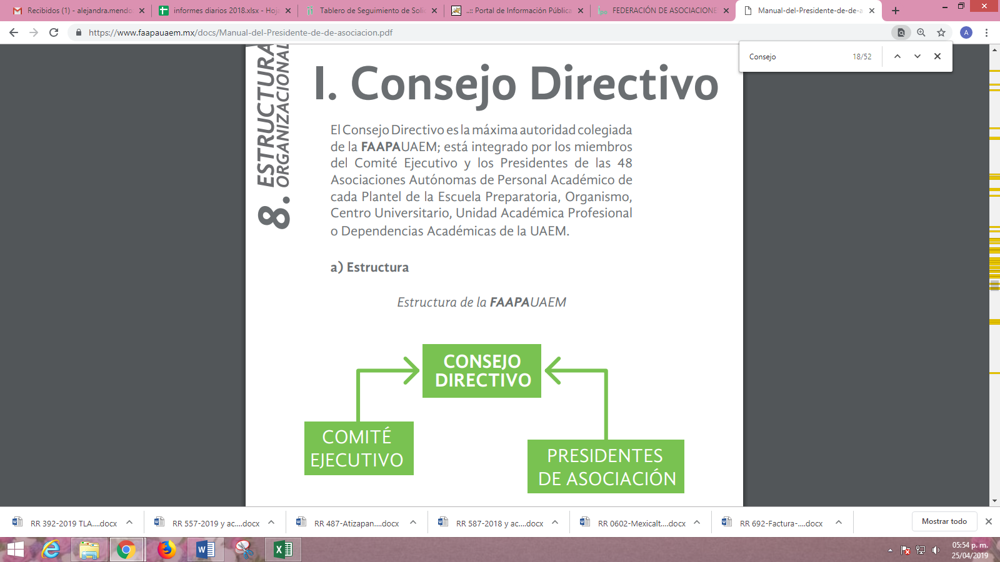 Recibidos (1) - alejandra.mendo
informes diarios 2018.xlsx - Hoja
Tablero de Seguimiento de Solic
..:: Portal de Información Pública
FEDERACIÓN DE ASOCIACIONE
Manual-del-Presidente-de-de-a
https://www.faapauaem.mx/docs/Manual-del-Presidente-de-de-asociacion.pdf
A
Consejo
18/52
8. ESTRUCTURA
ORGANIZACIONAL
I. Consejo Directivo
El Consejo Directivo es la máxima autoridad colegiada
de la FAAPAUAEM; está integrado por los miembros
del Comité Ejecutivo y los Presidentes de las 48
Asociaciones Autónomas de Personal Académico de
cada Plantel de la Escuela Preparatoria, Organismo,
Centro Universitario, Unidad Académica Profesional
o Dependencias Académicas de la UAEM.
a) Estructura
Estructura de la FAAPAUAEM
CONSEJO
DIRECTIVO
COMITÉ
EJECUTIVO
PRESIDENTES
DE ASOCIACIÓN
RR 392-2019 TLA....docx
RR 557-2019 y ac....docx
RR 487-Atizapan....docx
RR 587-2018 y ac....docx
RR 0602-Mexicalt....docx
RR 692-Factura-....docx
Mostrar todo
05:54 p. m.
25/04/2019